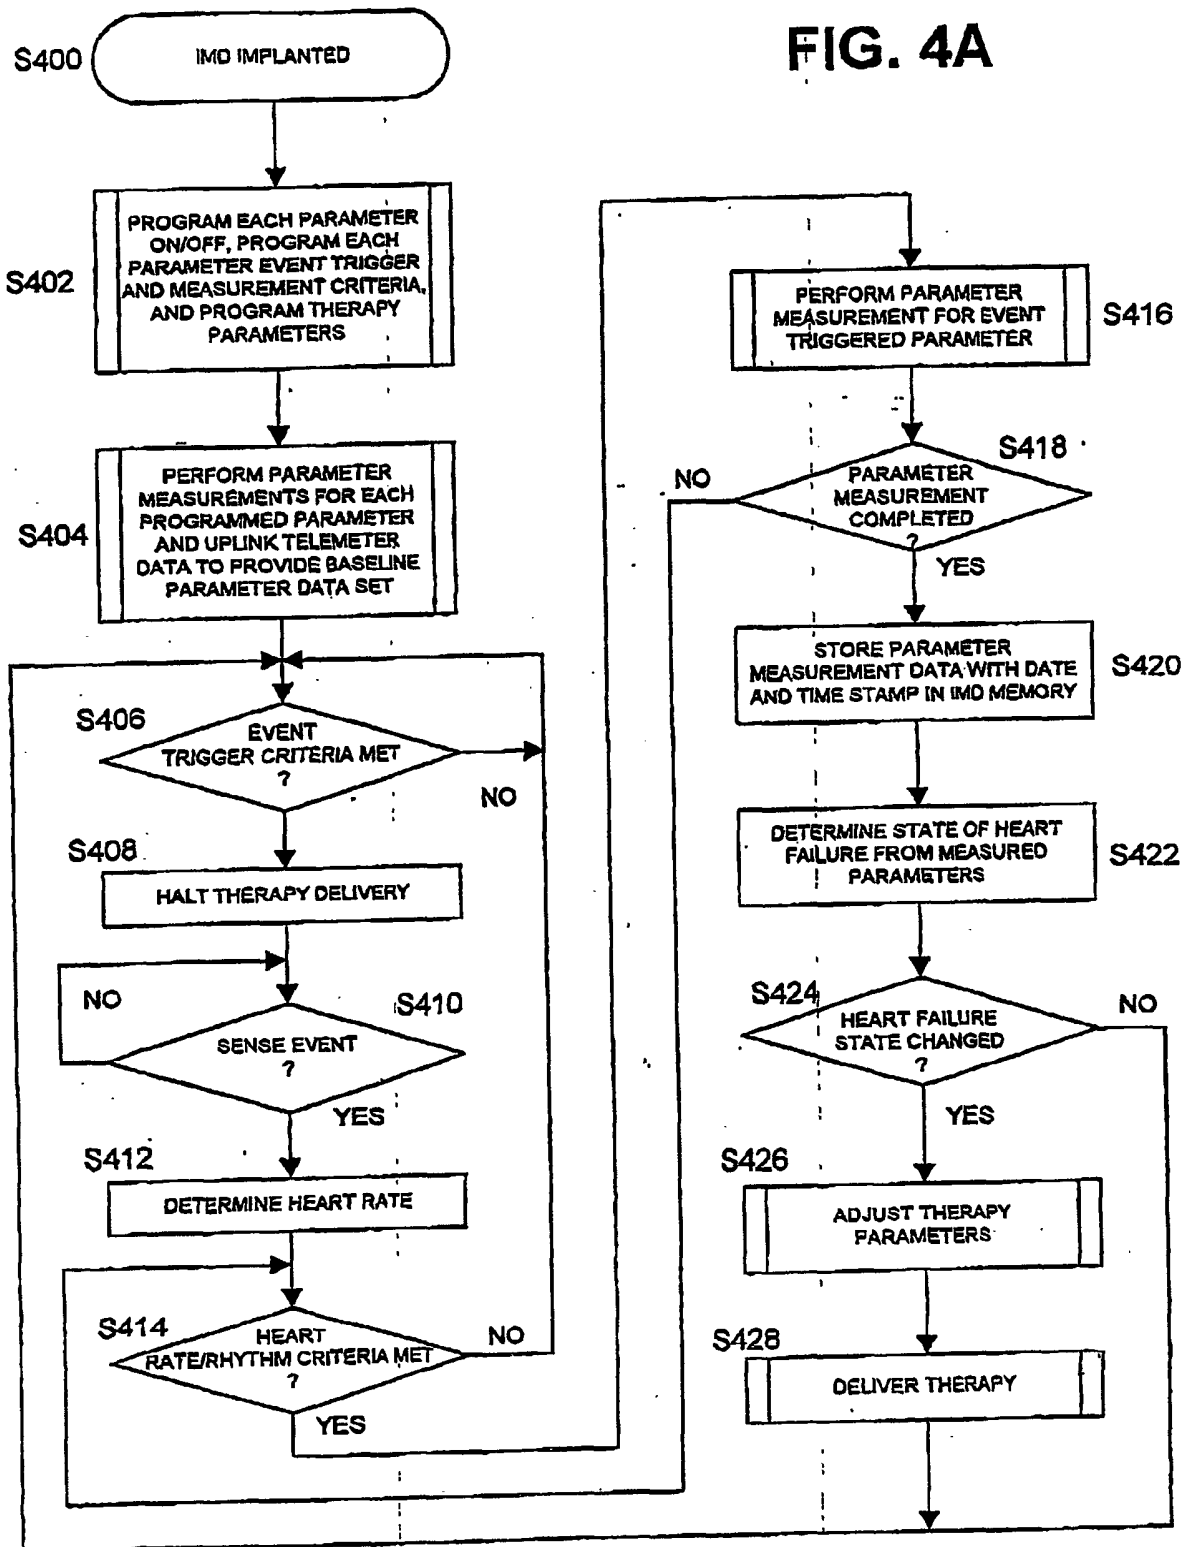 FIG. 4A
S400
IMD IMPLANTED
S402
PROGRAM EACH PARAMETER
ON/OFF, PROGRAM EACH
PARAMETER EVENT TRIGGER
AND MEASUREMENT CRITERIA,
AND PROGRAM THERAPY
PARAMETERS
S404
PERFORM PARAMETER
MEASUREMENTS FOR EACH
PROGRAMMED PARAMETER
AND UPLINK TELEMETER
DATA TO PROVIDE BASELINE
PARAMETER DATA SET
S406
EVENT
TRIGGER CRITERIA MET
?
NO
S408
HALT THERAPY DELIVERY
NO
S410
SENSE EVENT
?
YES
S412
DETERMINE HEART RATE
S414
HEART
RATE/RHYTHM CRITERIA MET
?
NO
YES
PERFORM PARAMETER
MEASUREMENT FOR EVENT
TRIGGERED PARAMETER
S416
S418
NO
PARAMETER
MEASUREMENT
COMPLETED
?
YES
STORE PARAMETER
MEASUREMENT DATA WITH DATE
AND TIME STAMP IN IMD MEMORY
S420
DETERMINE STATE OF HEART
FAILURE FROM MEASURED
PARAMETERS
S422
S424
NO
HEART FAILURE
STATE CHANGED
?
YES
S426
ADJUST THERAPY
PARAMETERS
S428
DELIVER THERAPY